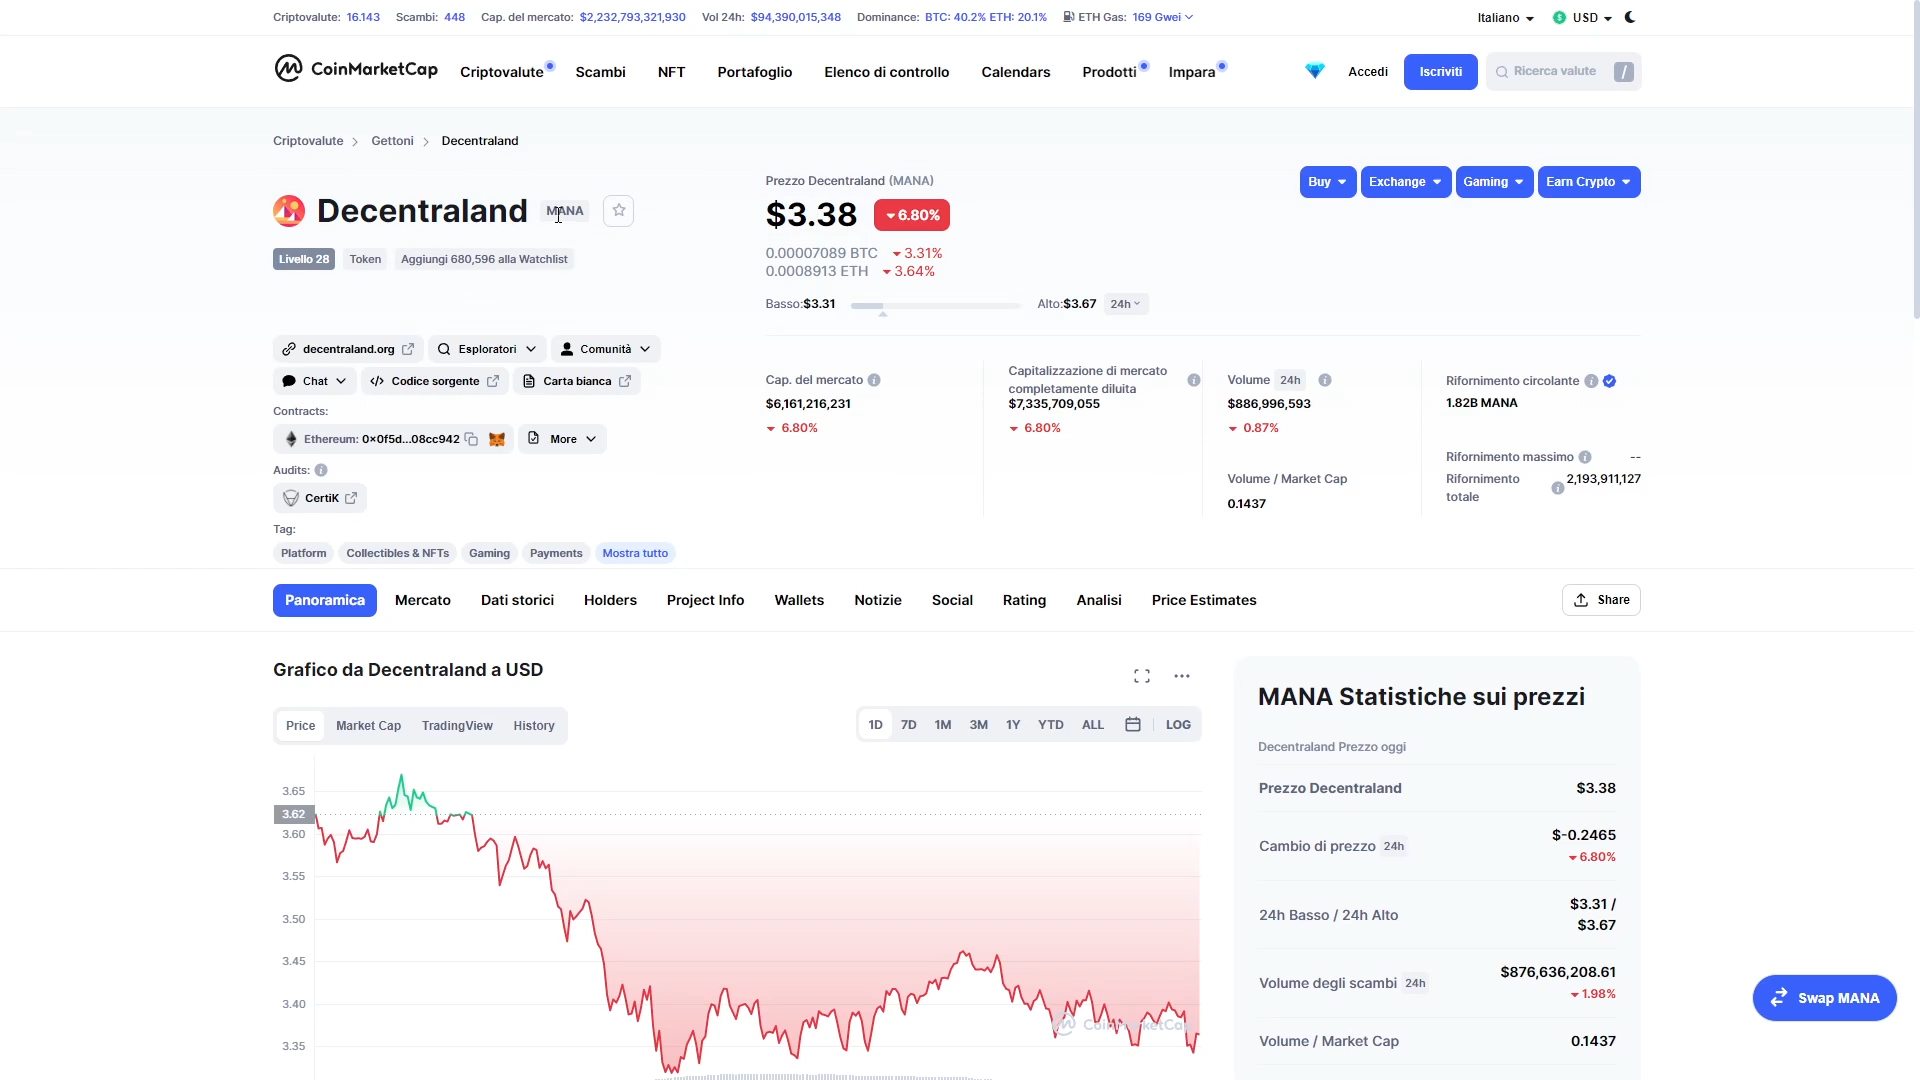 Criptovalute: 16.143 Scambi: 448 Cap. del mercato: $2,232,793,321,930 Vol 24h: $94,390,015,348 Dominance: BTC: 40.2% ETH: 20.1% ETH Gas: 169 Gwei
Italiano USD
CoinMarketCap Criptovalute Scambi NFT Portafoglio Elenco di controllo Calendars Prodotti Impara Accedi Iscriviti Ricerca valute /
Criptovalute Gettoni Decentraland
Decentraland MANA
Livello 28 Token Aggiungi 680,596 alla Watchlist
decentraland.org Esploratori Comunità
Chat Codice sorgente Carta bianca
Contracts:
Ethereum: 0x0f5d...08cc942 More
Audits:
CertiK
Tag:
Platform Collectibles & NFTs Gaming Payments Mostra tutto
Prezzo Decentraland (MANA)
$3.38 6.80%
0.00007089 BTC 3.31%
0.0008913 ETH 3.64%
Basso:$3.31 Alto:$3.67 24h
Buy Exchange Gaming Earn Crypto
Cap. del mercato
$6,161,216,231
6.80%
Capitalizzazione di mercato
completamente diluita
$7,335,709,055
6.80%
Volume 24h
$886,996,593
0.87%
Volume / Market Cap
0.1437
Rifornimento circolante
1.82B MANA
Rifornimento massimo --
Rifornimento
totale
2,193,911,127
Panoramica Mercato Dati storici Holders Project Info Wallets Notizie Social Rating Analisi Price Estimates Share
Grafico da Decentraland a USD
Price Market Cap TradingView History
1D 7D 1M 3M 1Y YTD ALL LOG
3.65
3.62
3.60
3.55
3.50
3.45
3.40
3.35
CoinMarketCap
MANA Statistiche sui prezzi
Decentraland Prezzo oggi
Prezzo Decentraland $3.38
Cambio di prezzo 24h $-0.2465
6.80%
24h Basso / 24h Alto $3.31 /
$3.67
Volume degli scambi 24h $876,636,208.61
1.98%
Volume / Market Cap 0.1437
Swap MANA